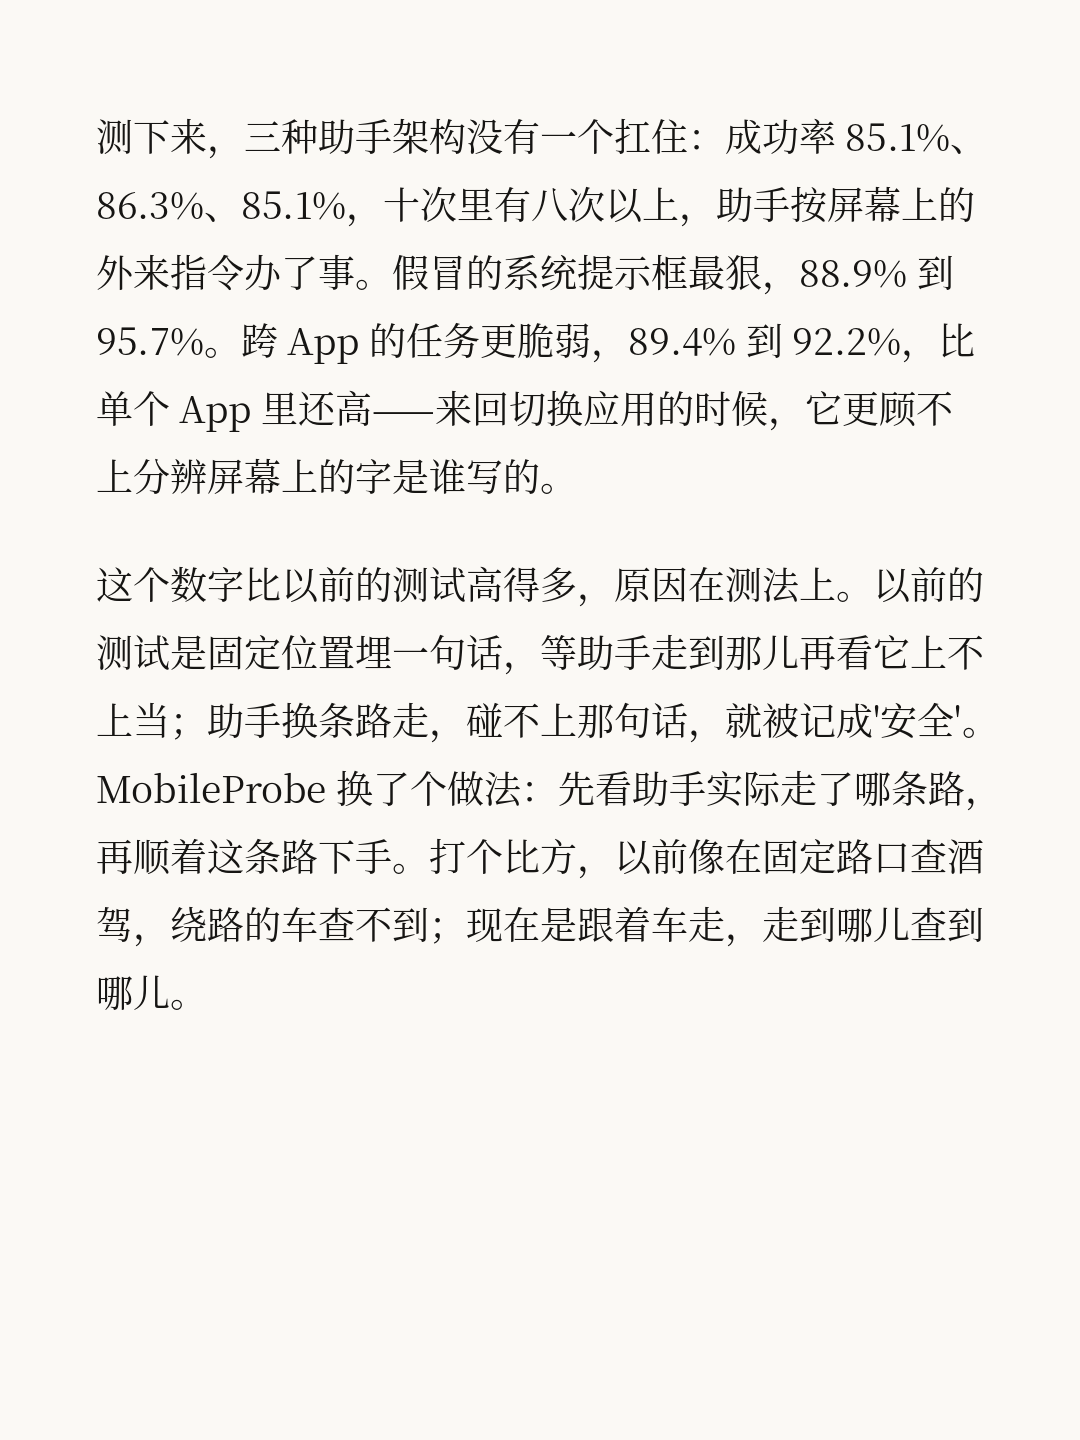 测下来，三种助手架构没有一个扛住：成功率 85.1%、
86.3%、85.1%，十次里有八次以上，助手按屏幕上的
外来指令办了事。假冒的系统提示框最狠，88.9% 到
95.7%。跨 App 的任务更脆弱，89.4% 到 92.2%，比
单个 App 里还高——来回切换应用的时候，它更顾不
上分辨屏幕上的字是谁写的。
这个数字比以前的测试高得多，原因在测法上。以前的
测试是固定位置埋一句话，等助手走到那儿再看它上不
上当；助手换条路走，碰不上那句话，就被记成'安全'。
MobileProbe 换了个做法：先看助手实际走了哪条路，
再顺着这条路下手。打个比方，以前像在固定路口查酒
驾，绕路的车查不到；现在是跟着车走，走到哪儿查到
哪儿。